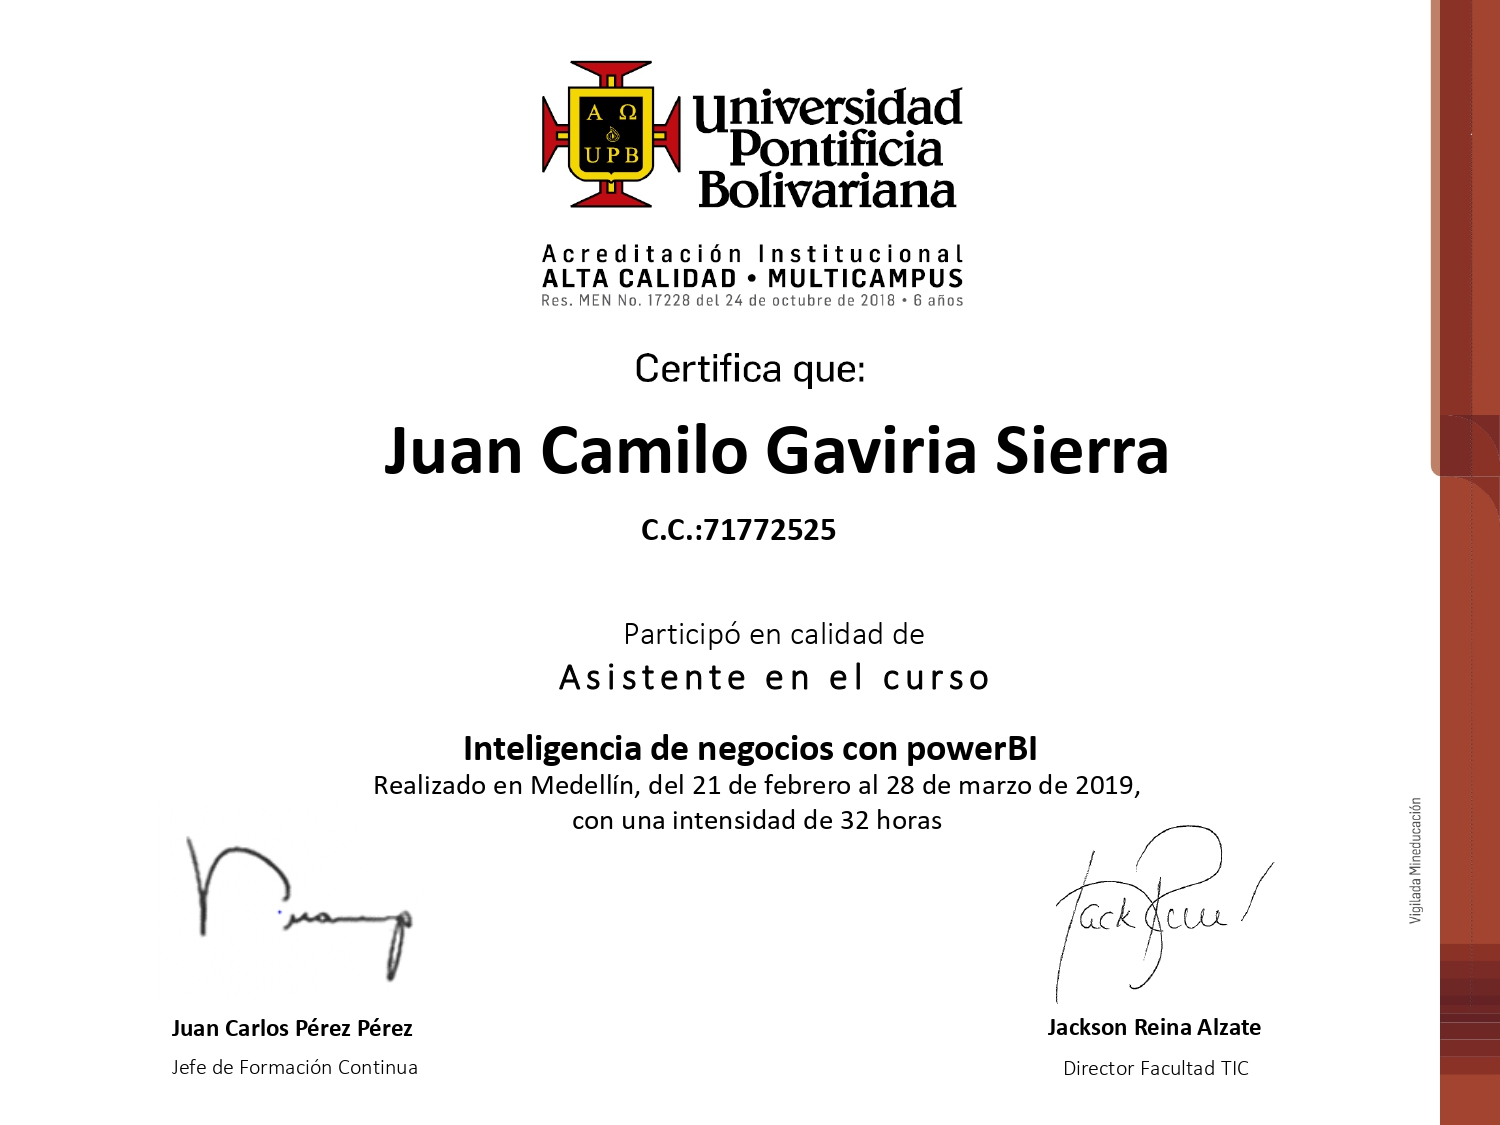 Α Ω
UPB
Universidad
Pontificia
Bolivariana
Acreditación Institucional
ALTA CALIDAD • MULTICAMPUS
Res. MEN No. 17228 del 24 de octubre de 2018 • 6 años
Certifica que:
Juan Camilo Gaviria Sierra
C.C.:71772525
Participó en calidad de
Asistente en el curso
Inteligencia de negocios con powerBI
Realizado en Medellín, del 21 de febrero al 28 de marzo de 2019,
con una intensidad de 32 horas
Juan Carlos Pérez Pérez
Jefe de Formación Continua
Jackson Reina Alzate
Director Facultad TIC
Vigilada Mineducación